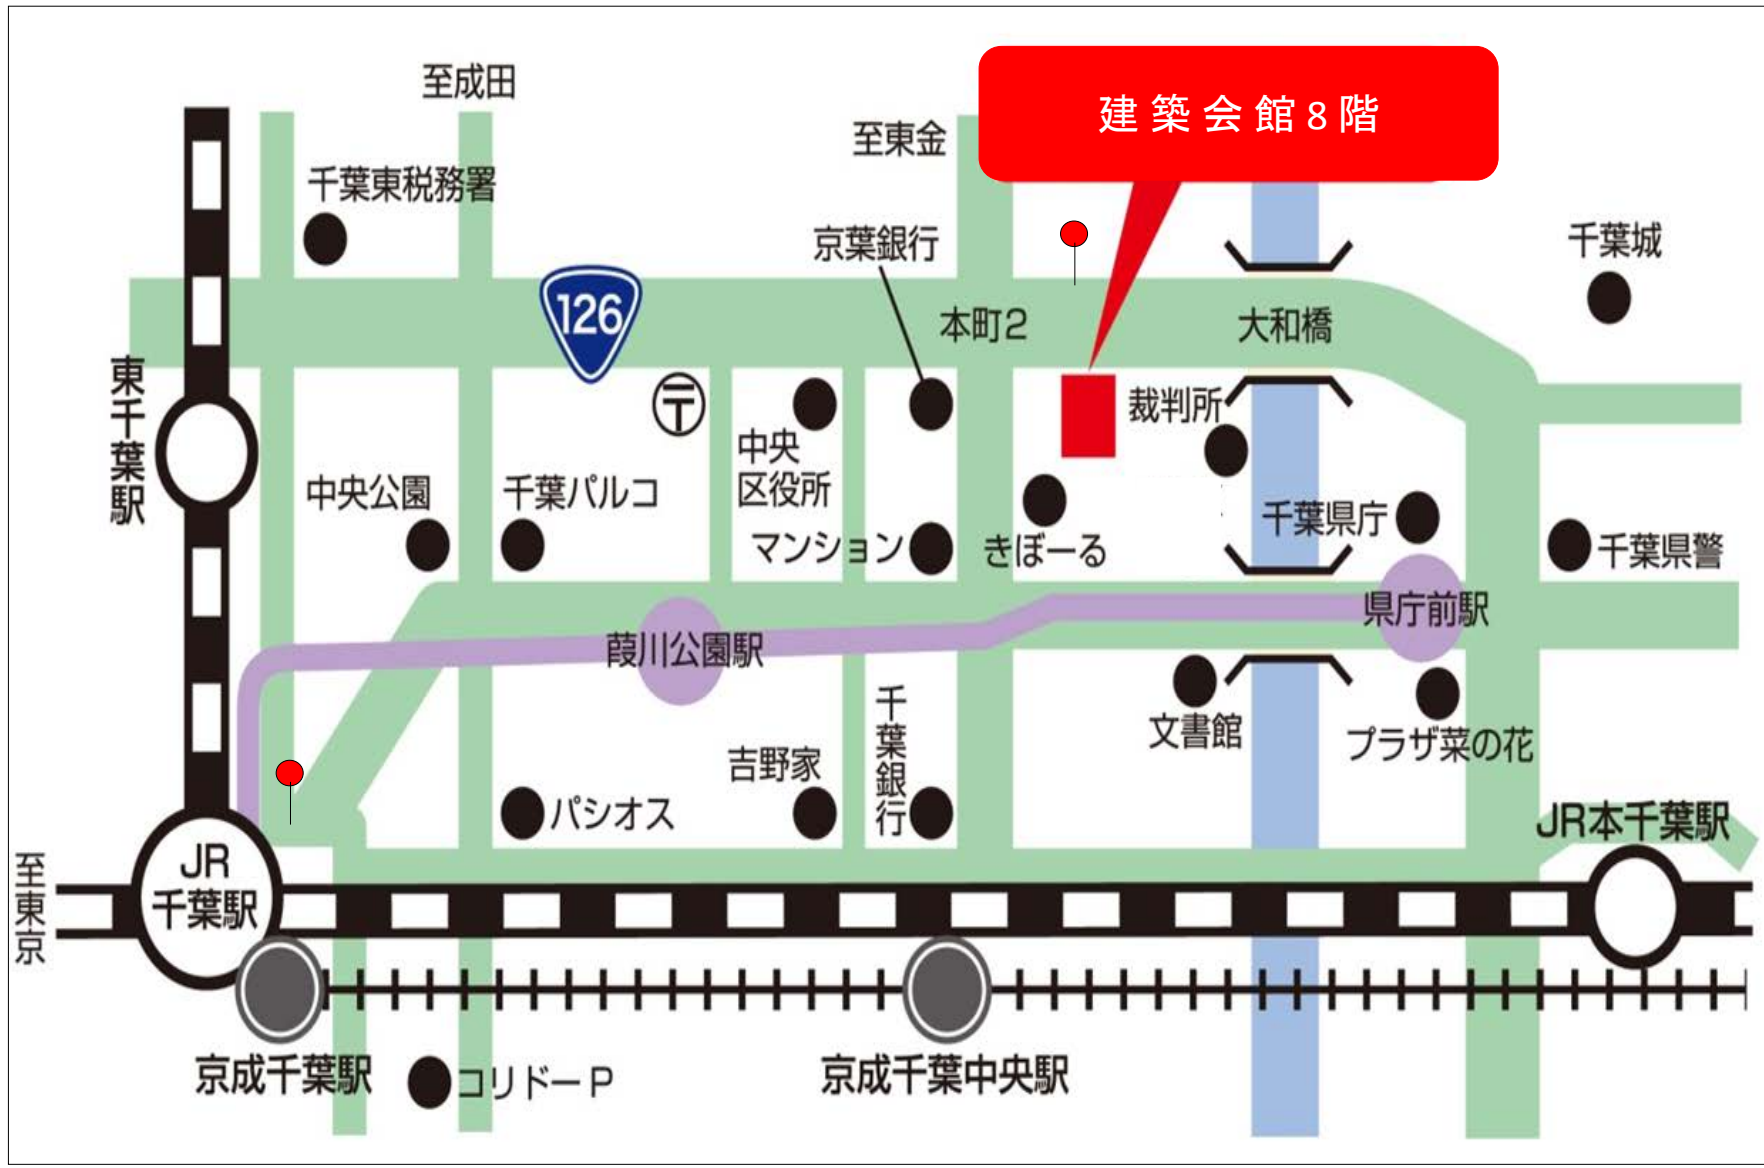 至成田
建築会館8階
至東金
千葉東税務署
京葉銀行
千葉城
126
本町2
大和橋
東千葉駅
〒
裁判所
中央
区役所
中央公園
千葉パルコ
千葉県庁
マンション
きぼーる
千葉県警
県庁前駅
葭川公園駅
千葉銀行
文書館
プラザ菜の花
吉野家
パシオス
JR本千葉駅
JR
千葉駅
至東京
京成千葉駅
コリドーP
京成千葉中央駅